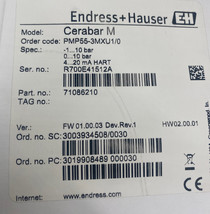 Endress+Hauser EH
Model: Cerabar M
Order code: PMP55-3MXU1/0
Spec.: -1...10 bar
0...10 bar
4...20 mA HART
Ser. no.: R700E41512A
Part no.: 71086210
TAG no.:
Ver.: FW 01.00.03 Dev.Rev.1 HW02.00.01
Ord. no. SC: 3003934508/0030
Ord. no. PC: 3019908489 000030
Internet: www.endress.com